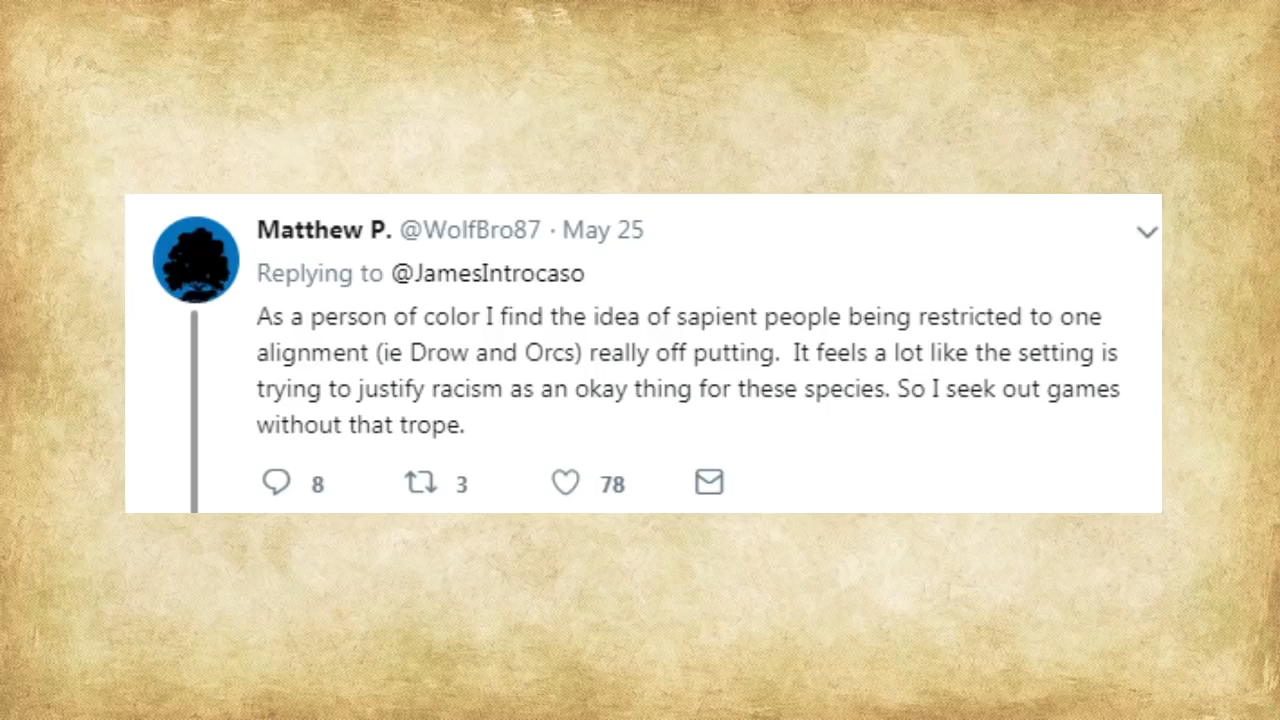 Matthew P. @WolfBro87 · May 25
Replying to @JamesIntrocaso
As a person of color I find the idea of sapient people being restricted to one
alignment (ie Drow and Orcs) really off putting.  It feels a lot like the setting is
trying to justify racism as an okay thing for these species. So I seek out games
without that trope.
8 3 78